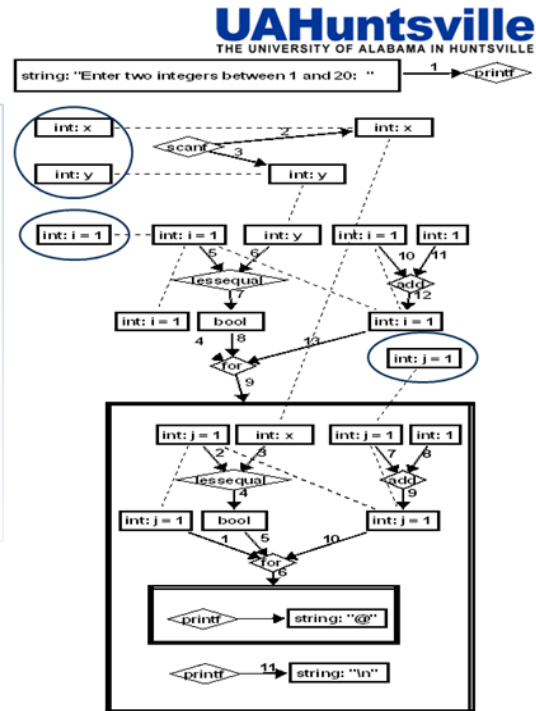 UAHuntsville
THE UNIVERSITY OF ALABAMA IN HUNTSVILLE
string: "Enter two integers between 1 and 20: "
1
printf
int: x
scanf
2
int: x
3
int: y
int: y
int: i = 1
int: i = 1
int: y
int: i = 1
int: 1
5
6
10
11
lessequal
add
7
12
int: i = 1
bool
int: i = 1
4
8
13
int: j = 1
for
9
int: j = 1
int: x
int: j = 1
int: 1
2
3
7
8
lessequal
add
4
9
int: j = 1
bool
int: j = 1
1
5
10
for
6
printf
string: "@"
printf
11
string: "\n"